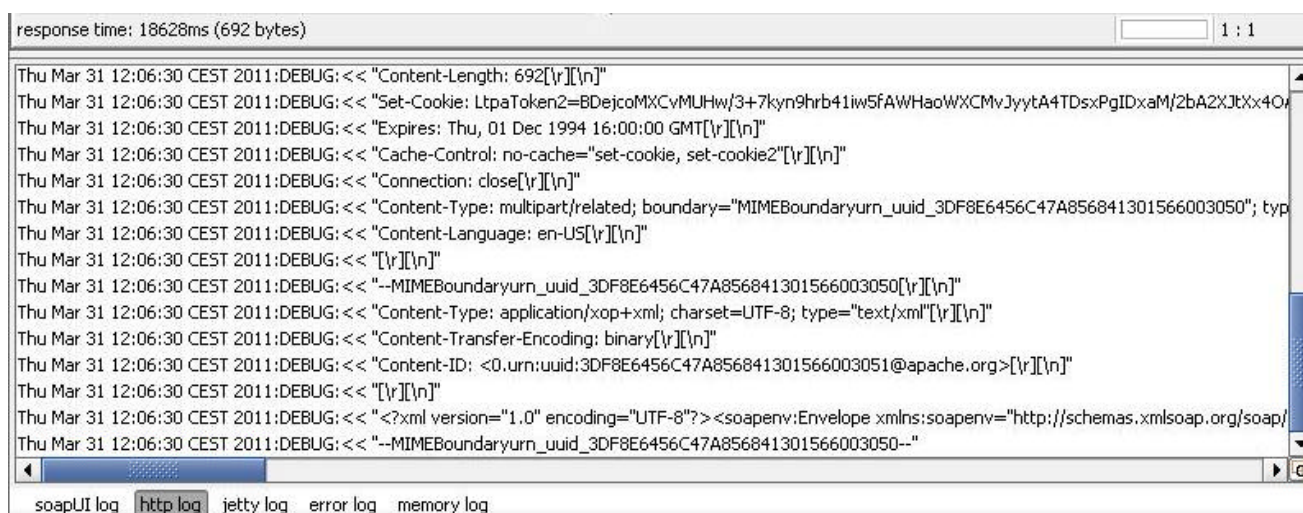 response time: 18628ms (692 bytes)
1 : 1
Thu Mar 31 12:06:30 CEST 2011:DEBUG:<< "Content-Length: 692[\r][\n]"
Thu Mar 31 12:06:30 CEST 2011:DEBUG:<< "Set-Cookie: LtpaToken2=BDejcoMXCvMUHw/3+7kyn9hrb41iw5fAWHaoWXCMvJyytA4TDsxPgIDxaM/2bA2XJtXx4O
Thu Mar 31 12:06:30 CEST 2011:DEBUG:<< "Expires: Thu, 01 Dec 1994 16:00:00 GMT[\r][\n]"
Thu Mar 31 12:06:30 CEST 2011:DEBUG:<< "Cache-Control: no-cache="set-cookie, set-cookie2"[\r][\n]"
Thu Mar 31 12:06:30 CEST 2011:DEBUG:<< "Connection: close[\r][\n]"
Thu Mar 31 12:06:30 CEST 2011:DEBUG:<< "Content-Type: multipart/related; boundary="MIMEBoundaryurn_uuid_3DF8E6456C47A856841301566003050"; typ
Thu Mar 31 12:06:30 CEST 2011:DEBUG:<< "Content-Language: en-US[\r][\n]"
Thu Mar 31 12:06:30 CEST 2011:DEBUG:<< "[\r][\n]"
Thu Mar 31 12:06:30 CEST 2011:DEBUG:<< "--MIMEBoundaryurn_uuid_3DF8E6456C47A856841301566003050[\r][\n]"
Thu Mar 31 12:06:30 CEST 2011:DEBUG:<< "Content-Type: application/xop+xml; charset=UTF-8; type="text/xml"[\r][\n]"
Thu Mar 31 12:06:30 CEST 2011:DEBUG:<< "Content-Transfer-Encoding: binary[\r][\n]"
Thu Mar 31 12:06:30 CEST 2011:DEBUG:<< "Content-ID: <0.urn:uuid:3DF8E6456C47A856841301566003051@apache.org>[\r][\n]"
Thu Mar 31 12:06:30 CEST 2011:DEBUG:<< "[\r][\n]"
Thu Mar 31 12:06:30 CEST 2011:DEBUG:<< "<?xml version="1.0" encoding="UTF-8"?><soapenv:Envelope xmlns:soapenv="http://schemas.xmlsoap.org/soap/
Thu Mar 31 12:06:30 CEST 2011:DEBUG:<< "--MIMEBoundaryurn_uuid_3DF8E6456C47A856841301566003050--"
soapUI log http log jetty log error log memory log